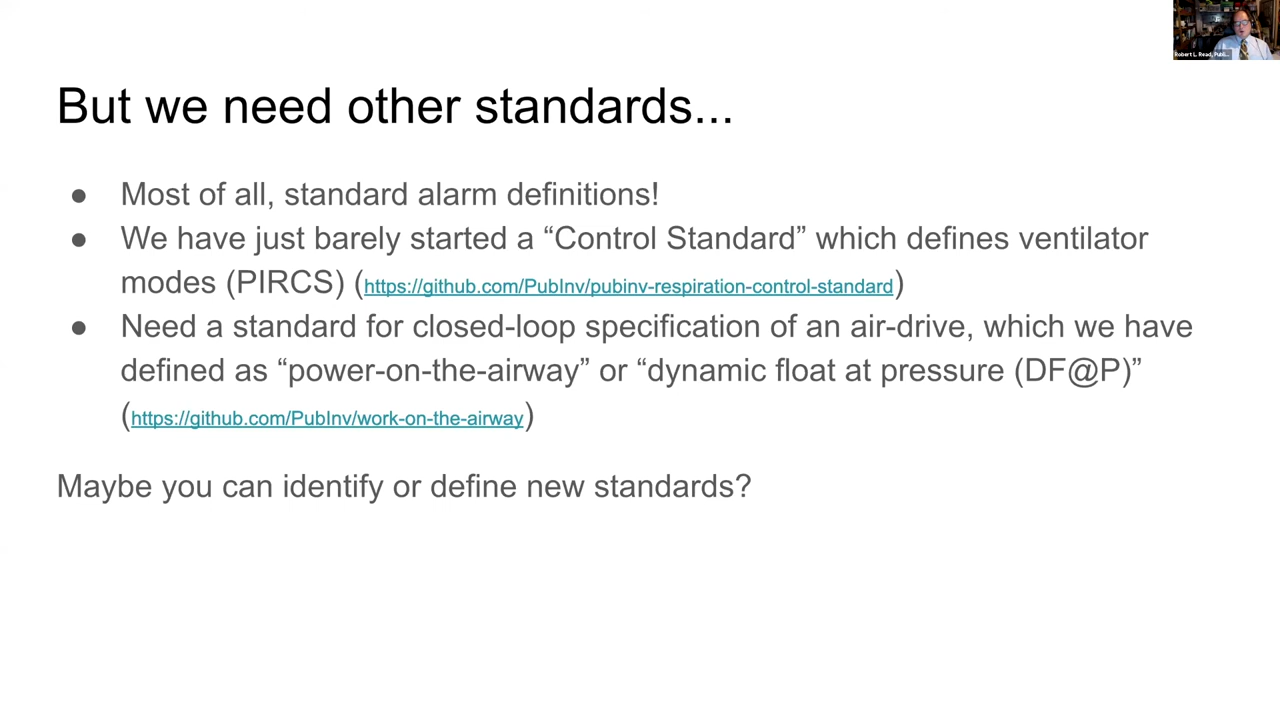 Robert L. Read, Publ...
But we need other standards...
● Most of all, standard alarm definitions!
● We have just barely started a “Control Standard” which defines ventilator
modes (PIRCS) (https://github.com/PubInv/pubinv-respiration-control-standard)
● Need a standard for closed-loop specification of an air-drive, which we have
defined as “power-on-the-airway” or “dynamic float at pressure (DF@P)”
(https://github.com/PubInv/work-on-the-airway)
Maybe you can identify or define new standards?